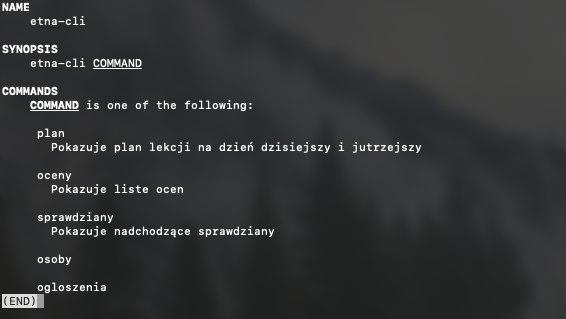 NAME
etna-cli
SYNOPSIS
etna-cli COMMAND
COMMANDS
COMMAND is one of the following:
plan
Pokazuje plan lekcji na dzień dzisiejszy i jutrzejszy
oceny
Pokazuje liste ocen
sprawdziany
Pokazuje nadchodzące sprawdziany
osoby
ogloszenia
(END)